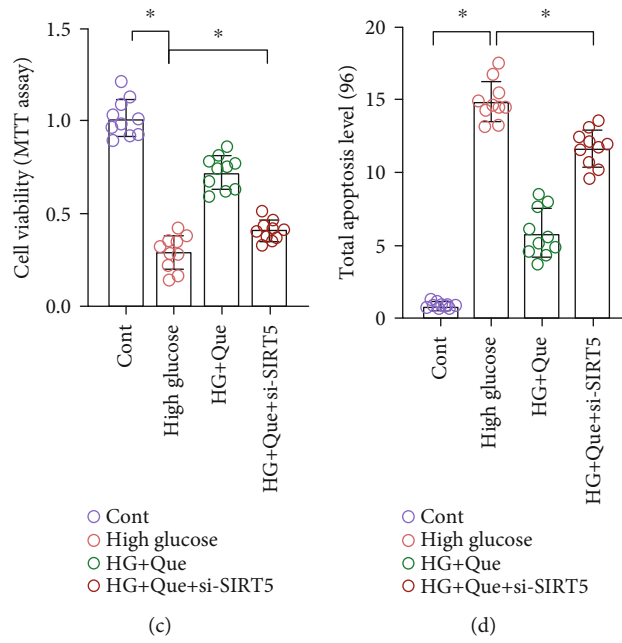 * *
Cell viability (MTT assay)
1.5
1.0
0.5
0.0
Cont
High glucose
HG+Que
HG+Que+si-SIRT5
Cont
High glucose
HG+Que
HG+Que+si-SIRT5
(c)
* *
Total apoptosis level (96)
20
15
10
5
0
Cont
High glucose
HG+Que
HG+Que+si-SIRT5
Cont
High glucose
HG+Que
HG+Que+si-SIRT5
(d)